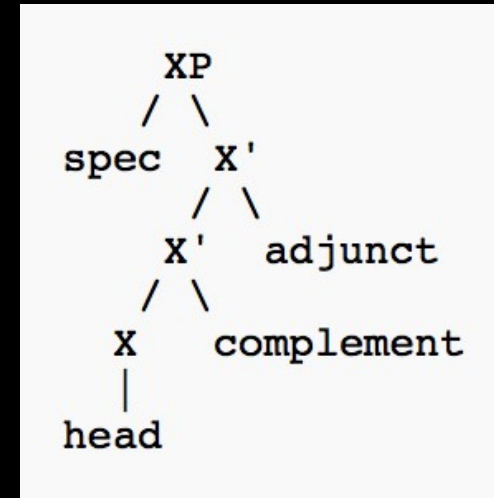 XP
/ \
spec X'
/ \
X' adjunct
/ \
X complement
|
head